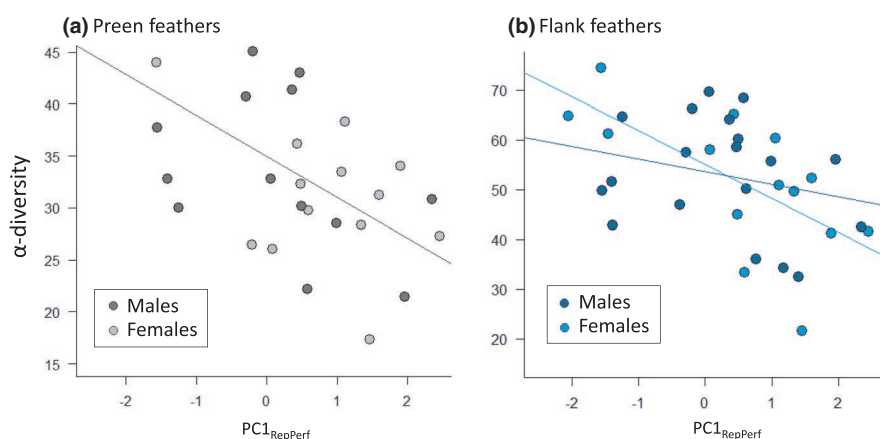 (a) Preen feathers
45
40
35
30
25
20
15
α-diversity
Males
Females
-2 -1 0 1 2
PC1RepPerf
(b) Flank feathers
70
60
50
40
30
20
Males
Females
-2 -1 0 1 2
PC1RepPerf